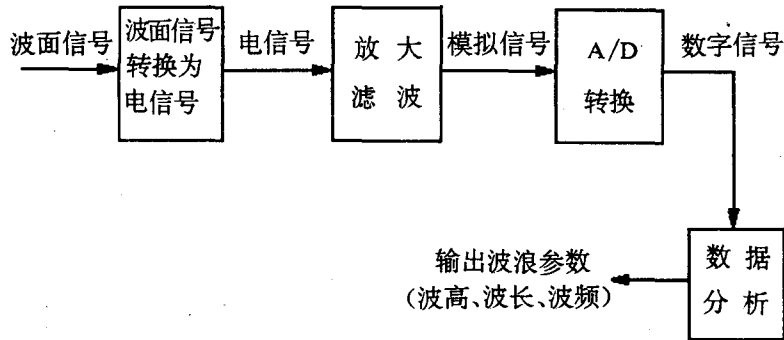 波面信号
波面信号
转换为
电信号
电信号
放大
滤波
模拟信号
A/D
转换
数字信号
数据
分析
输出波浪参数
(波高、波长、波频)